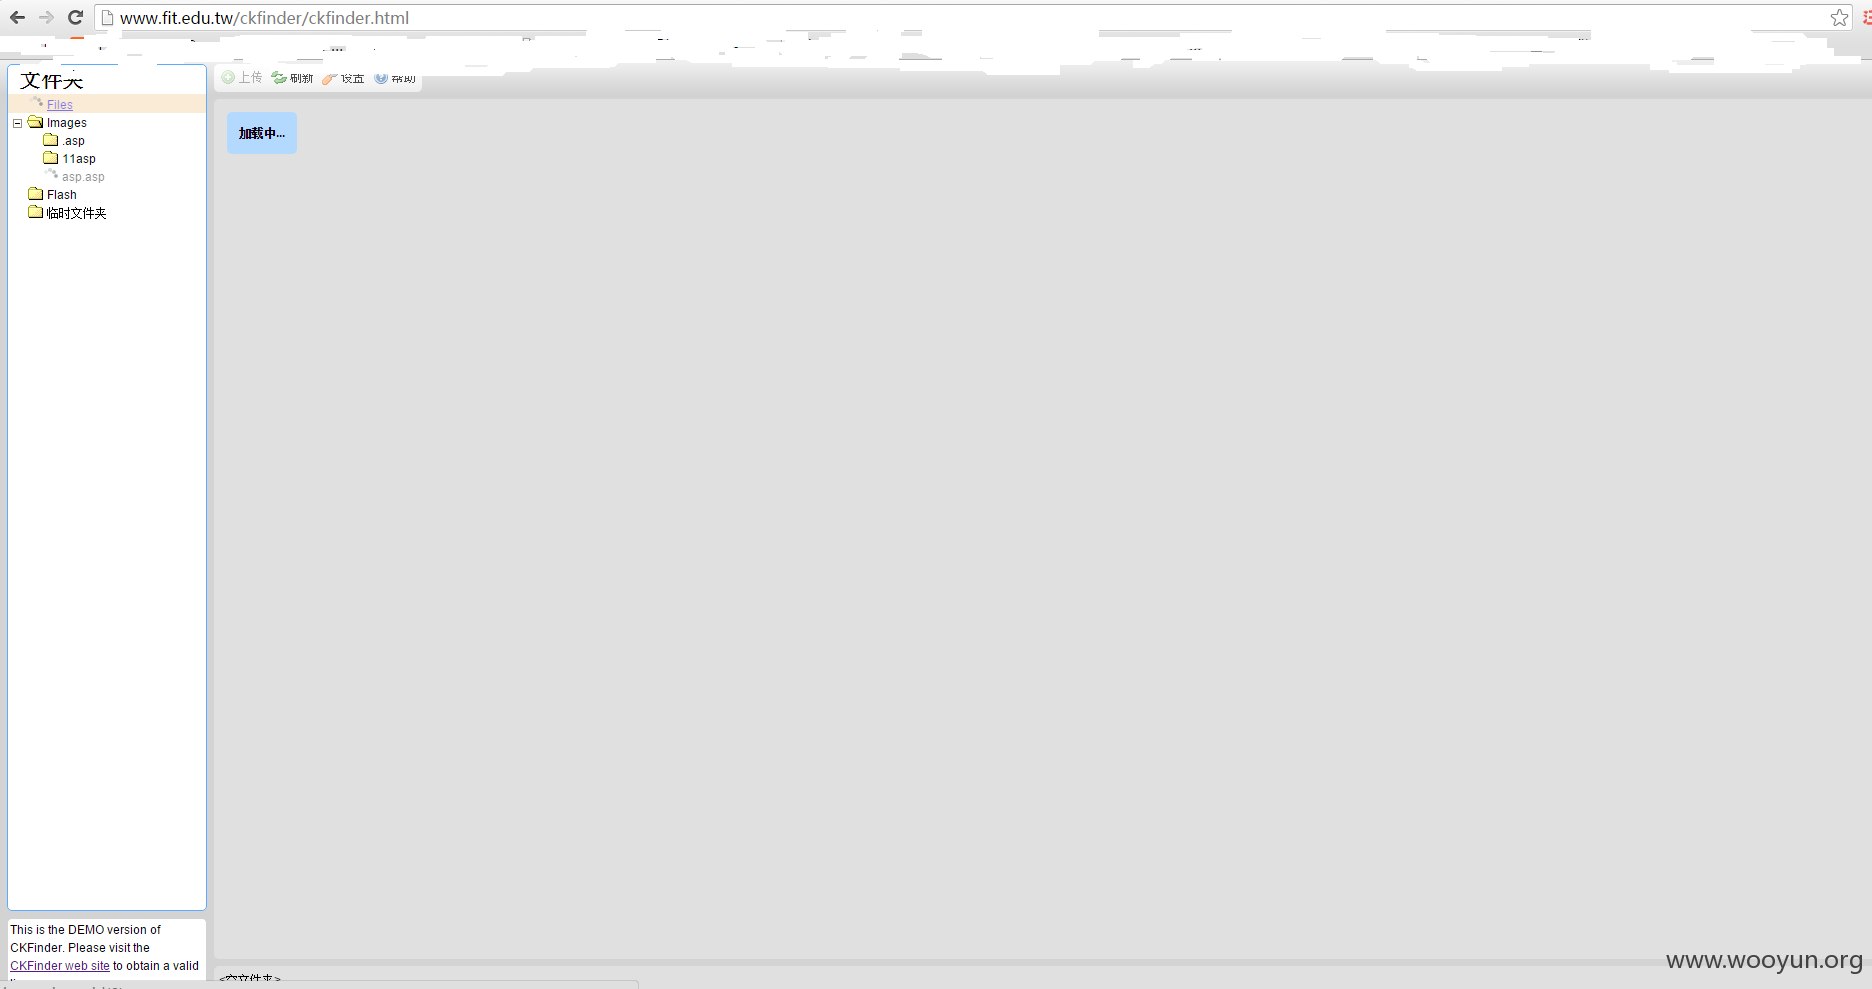 www.fit.edu.tw/ckfinder/ckfinder.html
文件夹
上传 刷新 设置 帮助
Files
Images
.asp
11asp
asp.asp
Flash
临时文件夹
加载中...
This is the DEMO version of
CKFinder. Please visit the
CKFinder web site to obtain a valid
<空文件夹>
www.wooyun.org